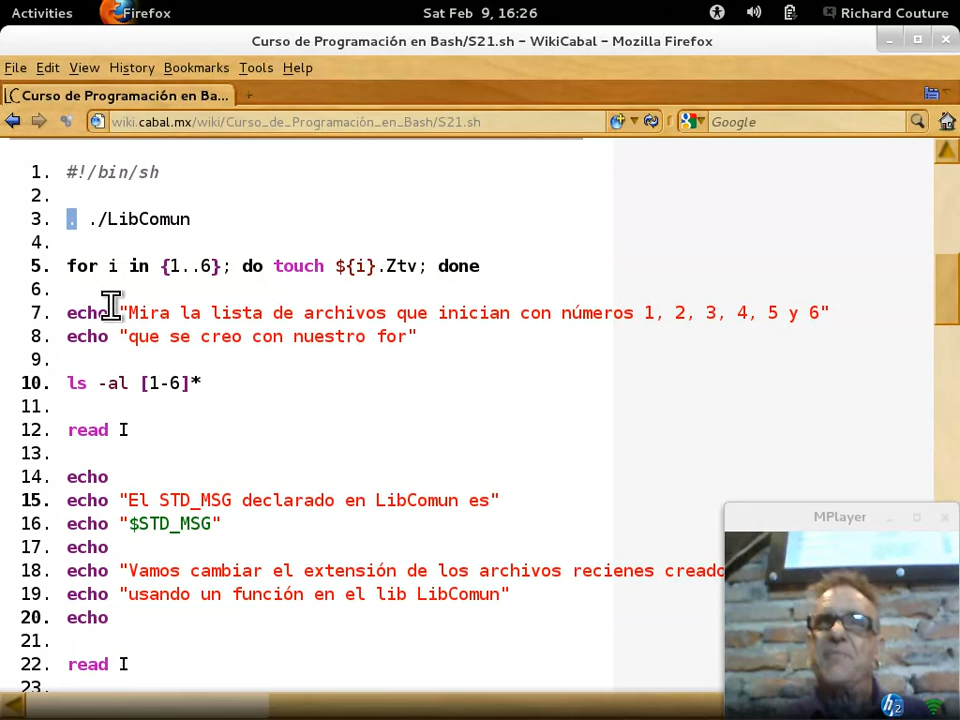 Activities Firefox Sat Feb 9, 16:26 Richard Couture
Curso de Programación en Bash/S21.sh - WikiCabal - Mozilla Firefox
File Edit View History Bookmarks Tools Help
Curso de Programación en Ba...
wiki.cabal.mx/wiki/Curso_de_Programación_en_Bash/S21.sh Google
1. #!/bin/sh
2.
3. . ./LibComun
4.
5. for i in {1..6}; do touch ${i}.Ztv; done
6.
7. echo "Mira la lista de archivos que inician con números 1, 2, 3, 4, 5 y 6"
8. echo "que se creo con nuestro for"
9.
10. ls -al [1-6]*
11.
12. read I
13.
14. echo
15. echo "El STD_MSG declarado en LibComun es"
16. echo "$STD_MSG"
17. echo
18. echo "Vamos cambiar el extensión de los archivos recienes creado
19. echo "usando un función en el lib LibComun"
20. echo
21.
22. read I
23.
MPlayer